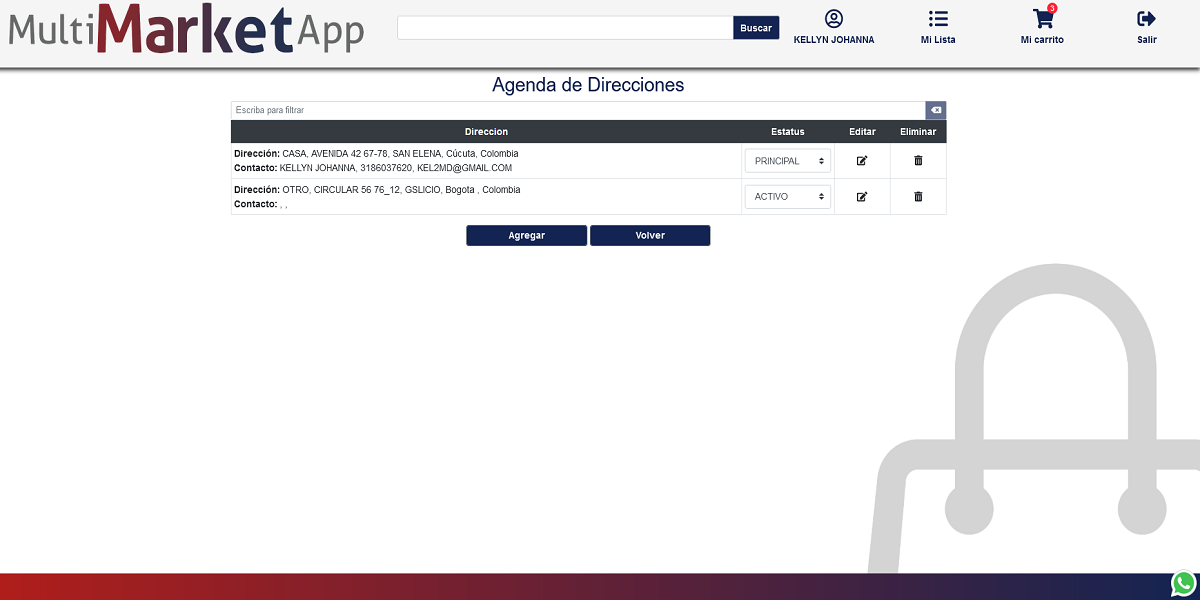 MultiMarketApp
Buscar
3
KELLYN JOHANNA
Mi Lista
Mi carrito
Salir
Agenda de Direcciones
Escriba para filtrar
Direccion Estatus Editar Eliminar
Dirección: CASA, AVENIDA 42 67-78, SAN ELENA, Cúcuta, Colombia
Contacto: KELLYN JOHANNA, 3186037620, KEL2MD@GMAIL.COM
PRINCIPAL
Dirección: OTRO, CIRCULAR 56 76_12, GSLICIO, Bogota , Colombia
Contacto: , ,
ACTIVO
Agregar Volver